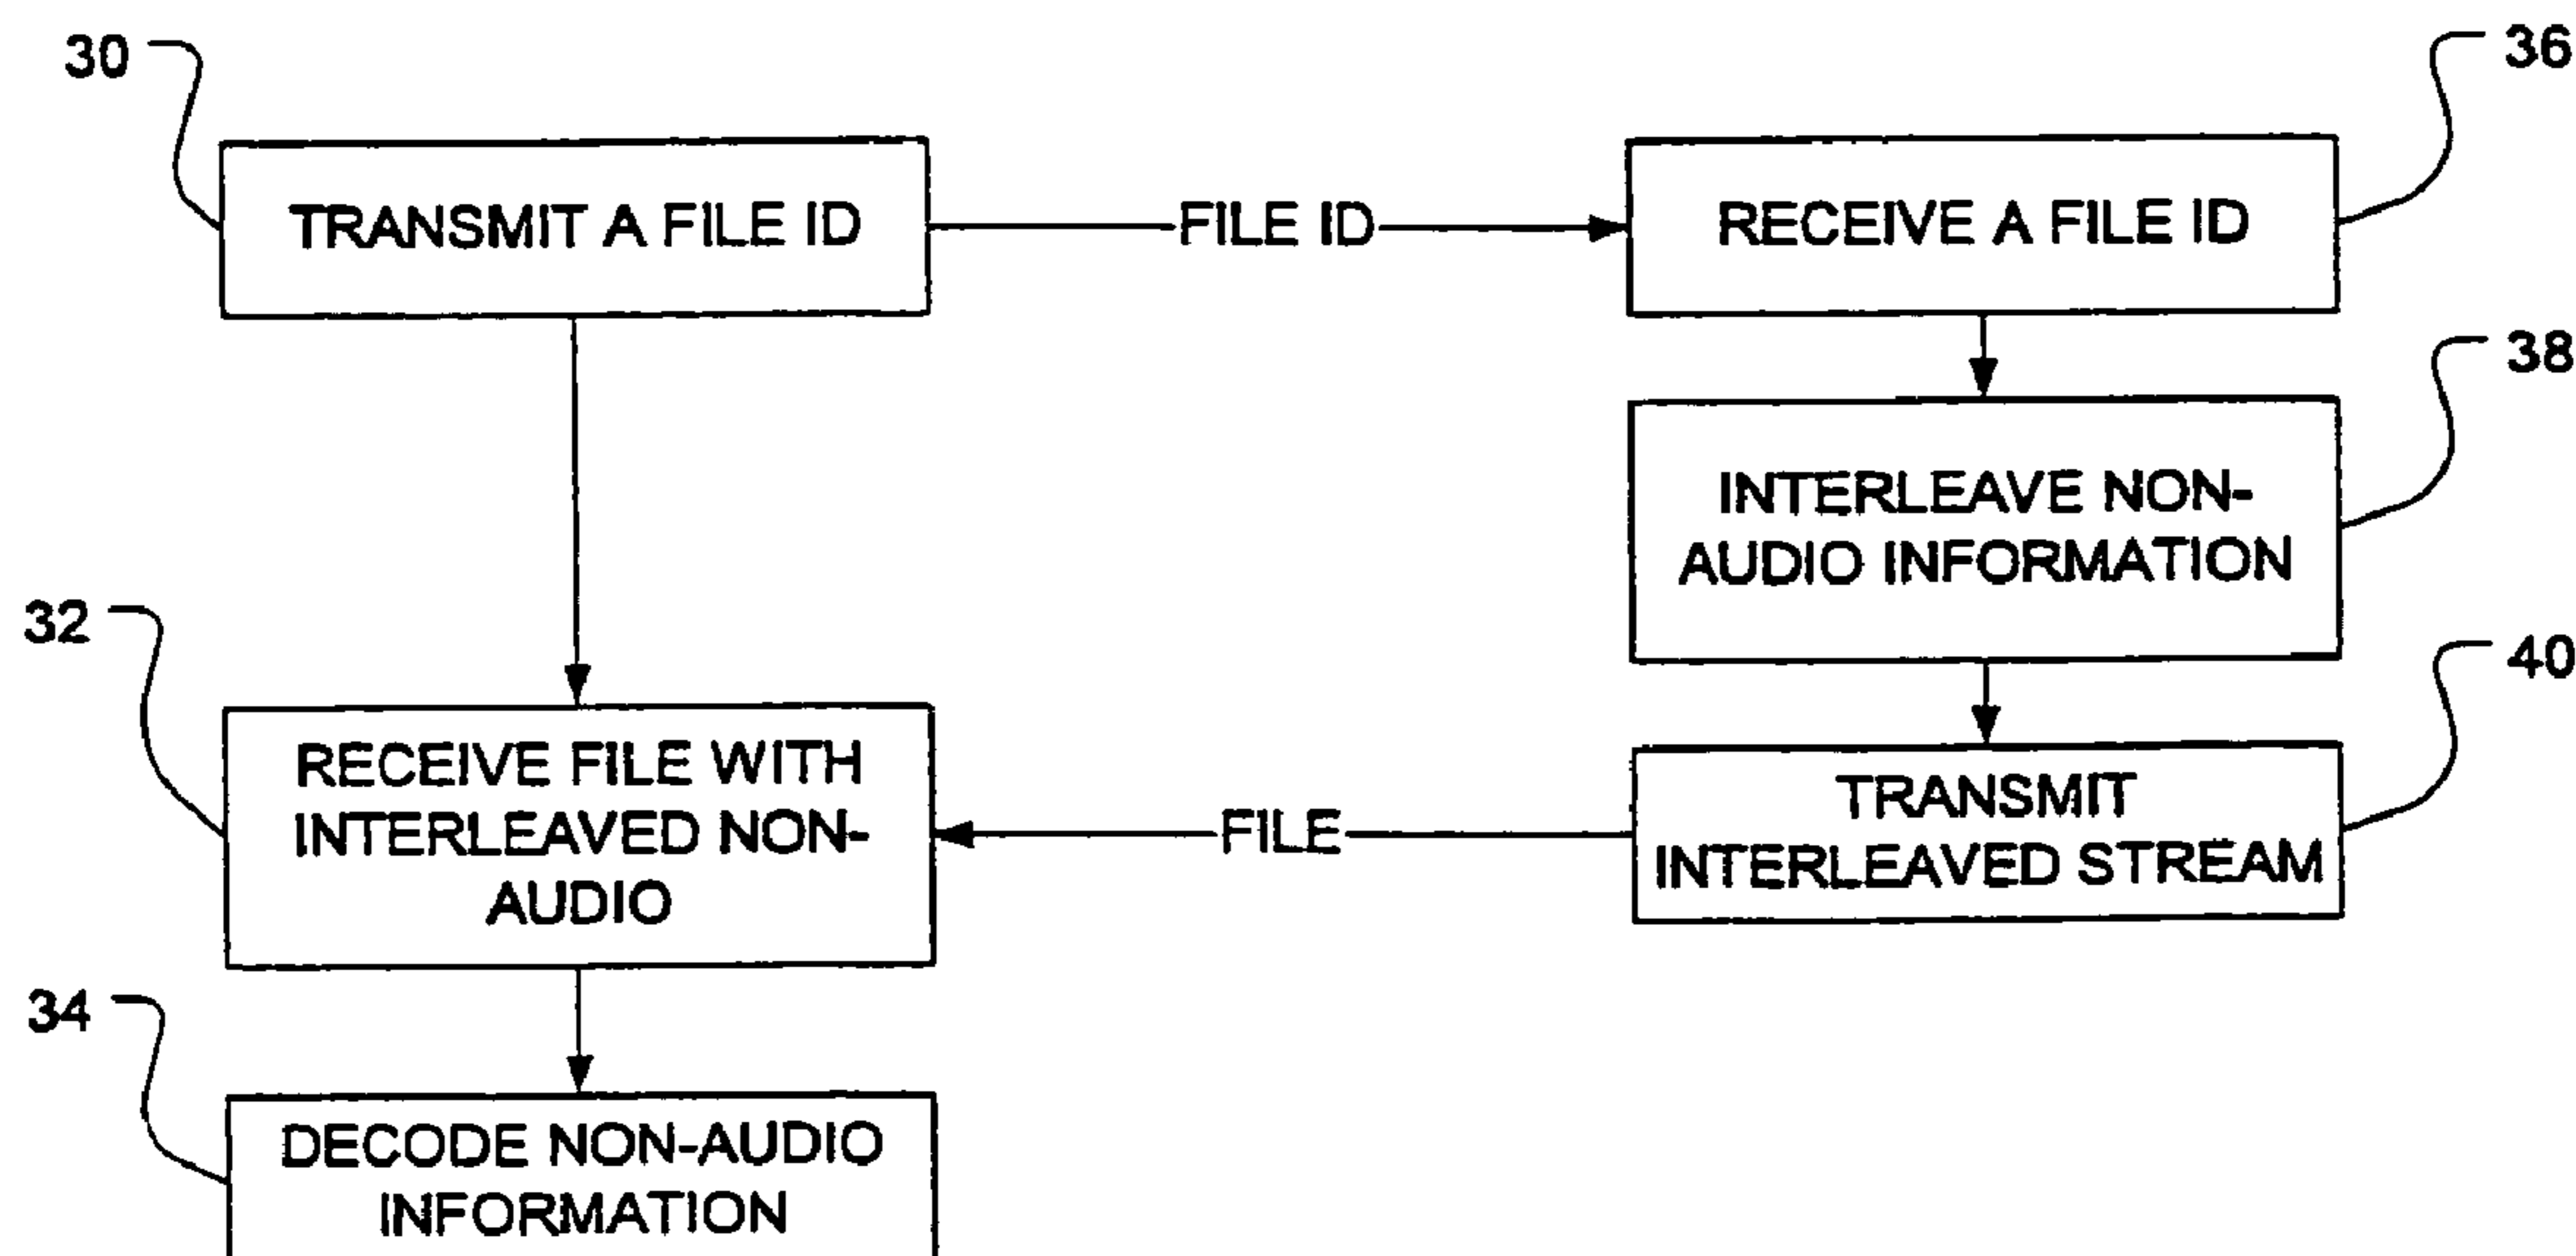 30
36
TRANSMIT A FILE ID
FILE ID
RECEIVE A FILE ID
38
INTERLEAVE NON-
AUDIO INFORMATION
32
40
RECEIVE FILE WITH
INTERLEAVED NON-
AUDIO
FILE
TRANSMIT
INTERLEAVED STREAM
34
DECODE NON-AUDIO
INFORMATION